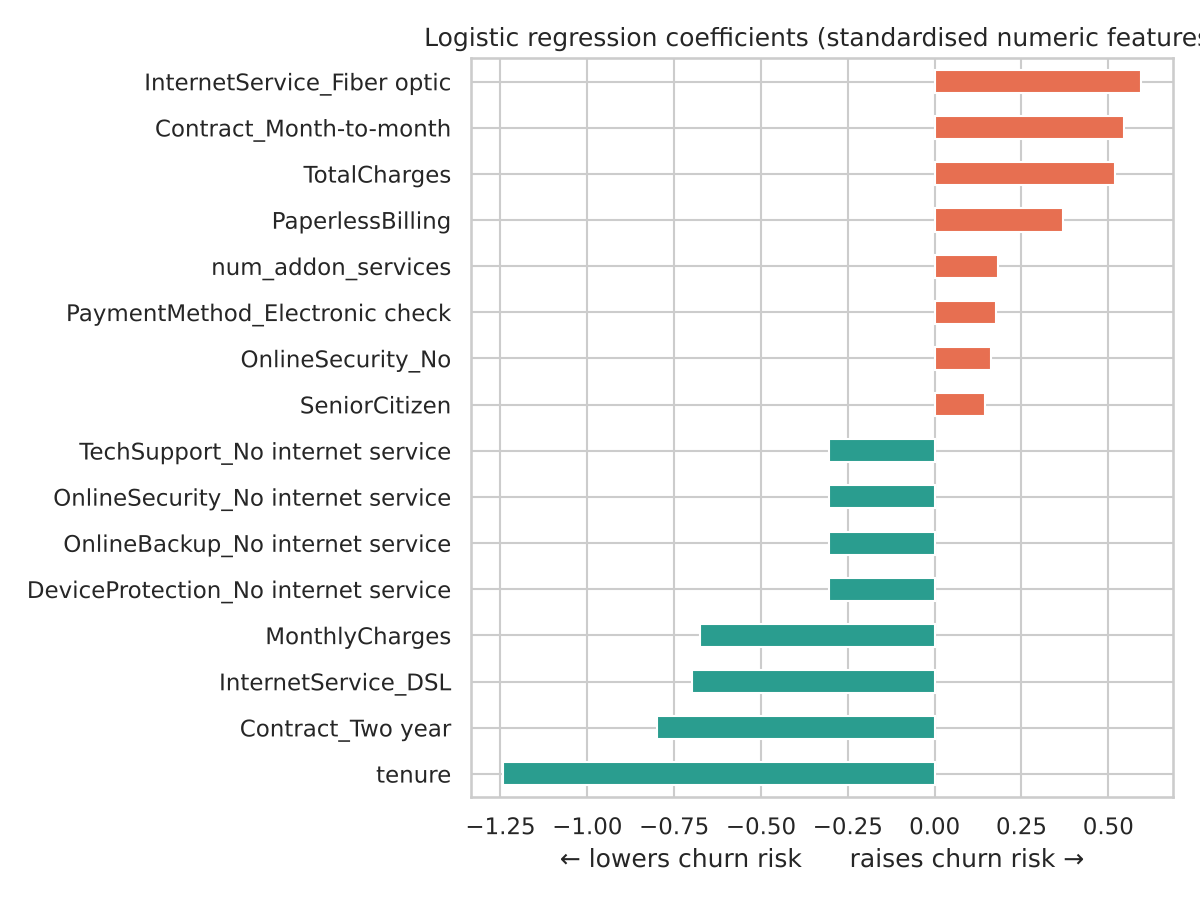 Logistic regression coefficients (standardised numeric features
InternetService_Fiber optic
Contract_Month-to-month
TotalCharges
PaperlessBilling
num_addon_services
PaymentMethod_Electronic check
OnlineSecurity_No
SeniorCitizen
TechSupport_No internet service
OnlineSecurity_No internet service
OnlineBackup_No internet service
DeviceProtection_No internet service
MonthlyCharges
InternetService_DSL
Contract_Two year
tenure
−1.25 −1.00 −0.75 −0.50 −0.25 0.00 0.25 0.50
← lowers churn risk raises churn risk →